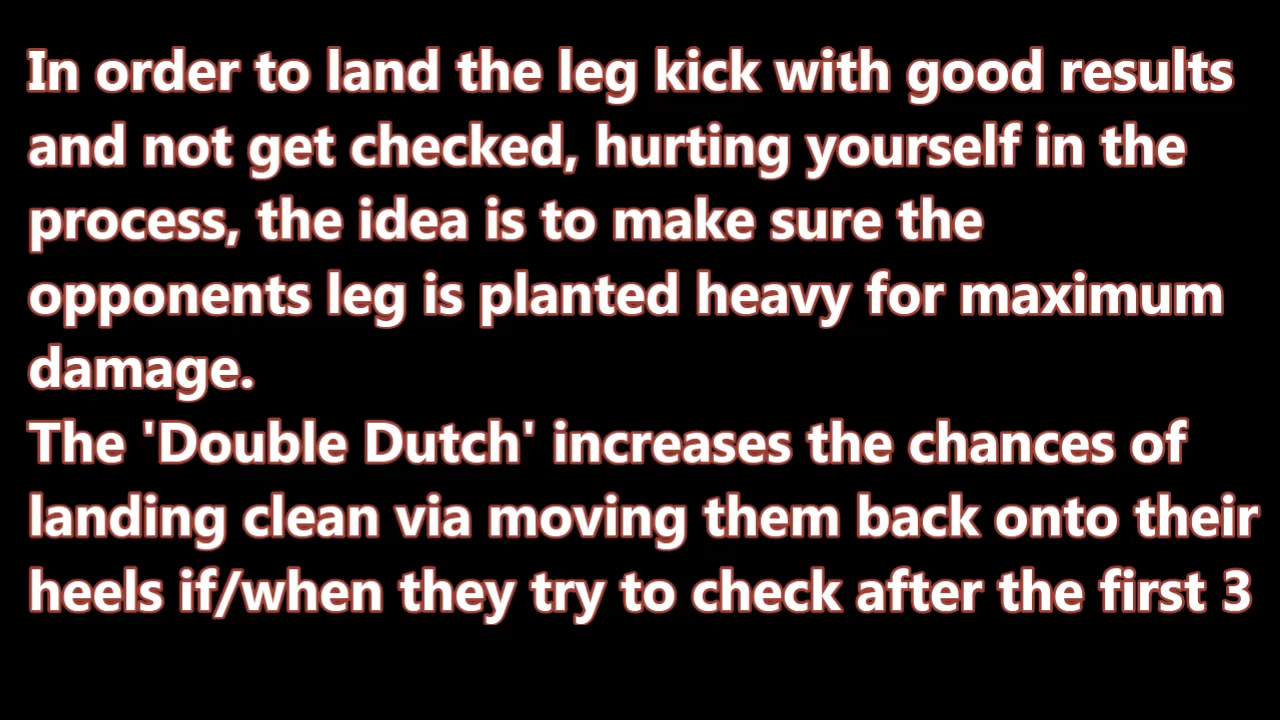 In order to land the leg kick with good results
and not get checked, hurting yourself in the
process, the idea is to make sure the
opponents leg is planted heavy for maximum
damage.
The 'Double Dutch' increases the chances of
landing clean via moving them back onto their
heels if/when they try to check after the first 3